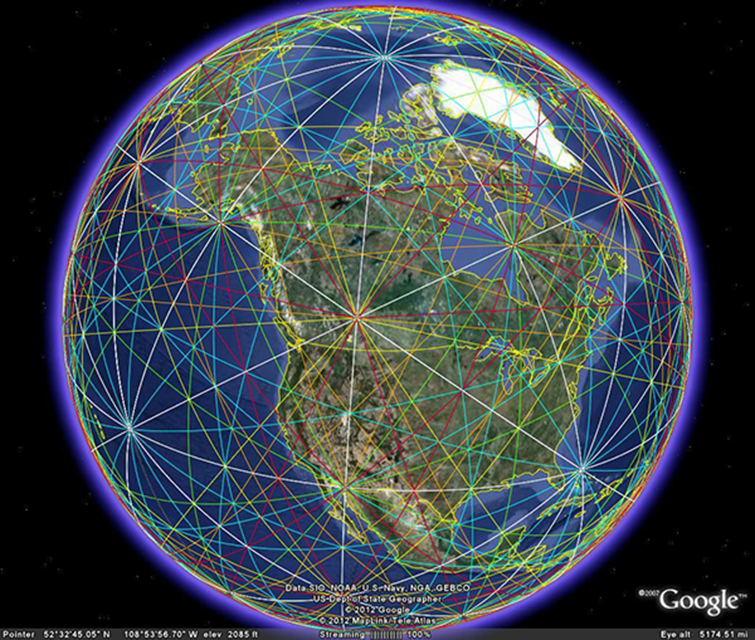 Data SIO, NOAA, U.S. Navy, NGA, GEBCO
US Dept of State Geographer
© 2012 Google
© 2012 MapLink/Tele Atlas
©2007 Google™
Pointer 52°32'45.05" N 108°53'56.70" W elev 2085 ft Streaming ||||||||| 100% Eye alt 5174.51 mi